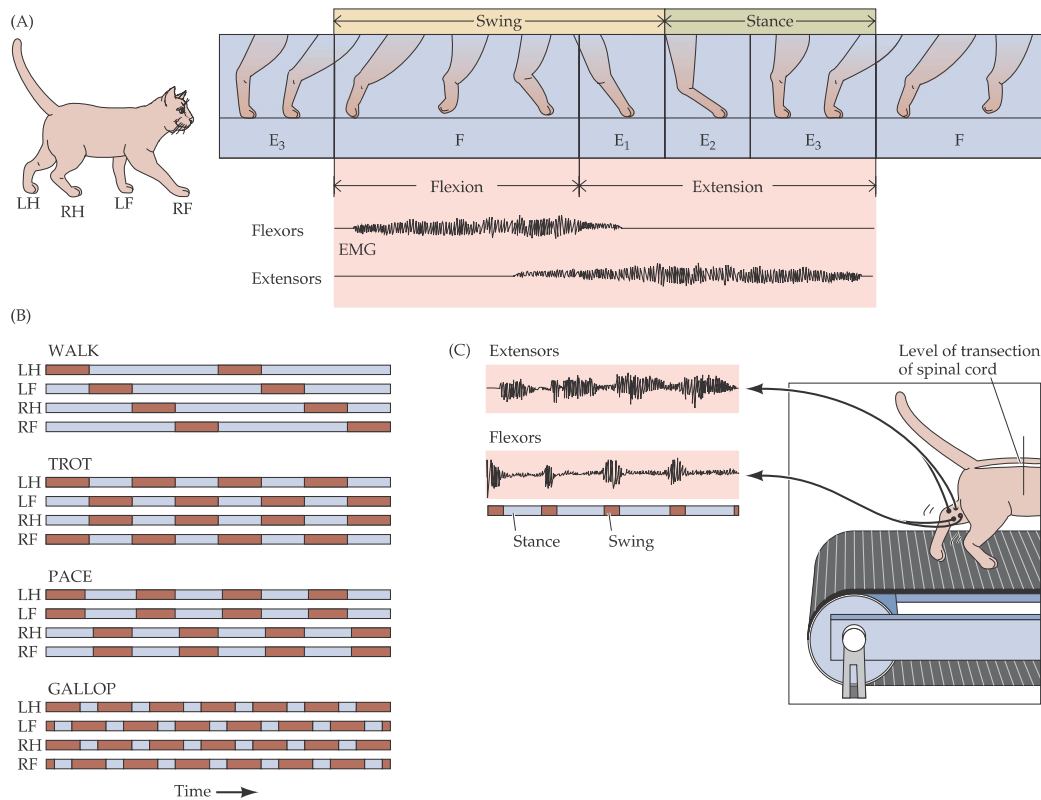 (A)
Swing
Stance
E₃
F
E₁
E₂
E₃
F
LH
RH
LF
RF
Flexion
Extension
Flexors
EMG
Extensors
(B)
WALK
LH
LF
RH
RF
TROT
LH
LF
RH
RF
PACE
LH
LF
RH
RF
GALLOP
LH
LF
RH
RF
Time
(C)
Extensors
Flexors
Stance
Swing
Level of transection
of spinal cord